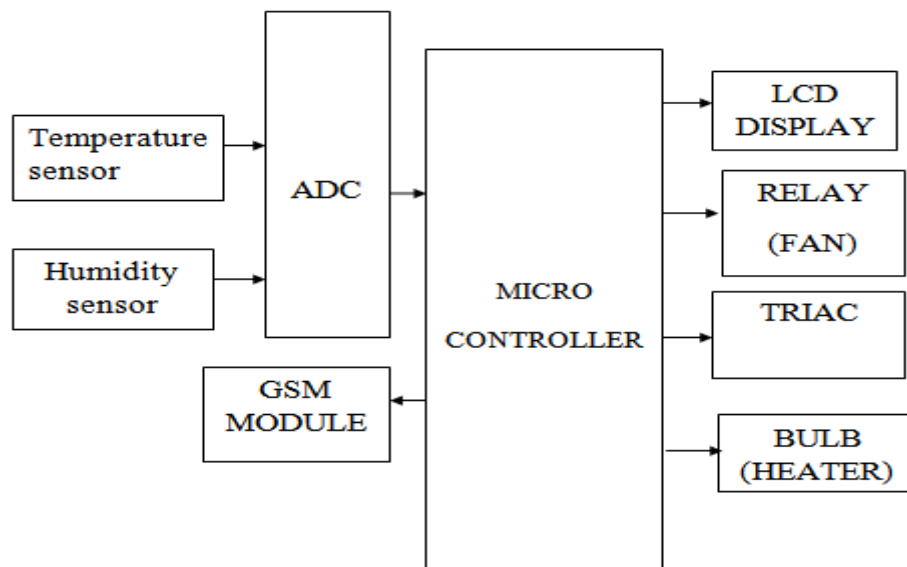 Temperature
sensor
Humidity
sensor
ADC
GSM
MODULE
MICRO
CONTROLLER
LCD
DISPLAY
RELAY
(FAN)
TRIAC
BULB
(HEATER)